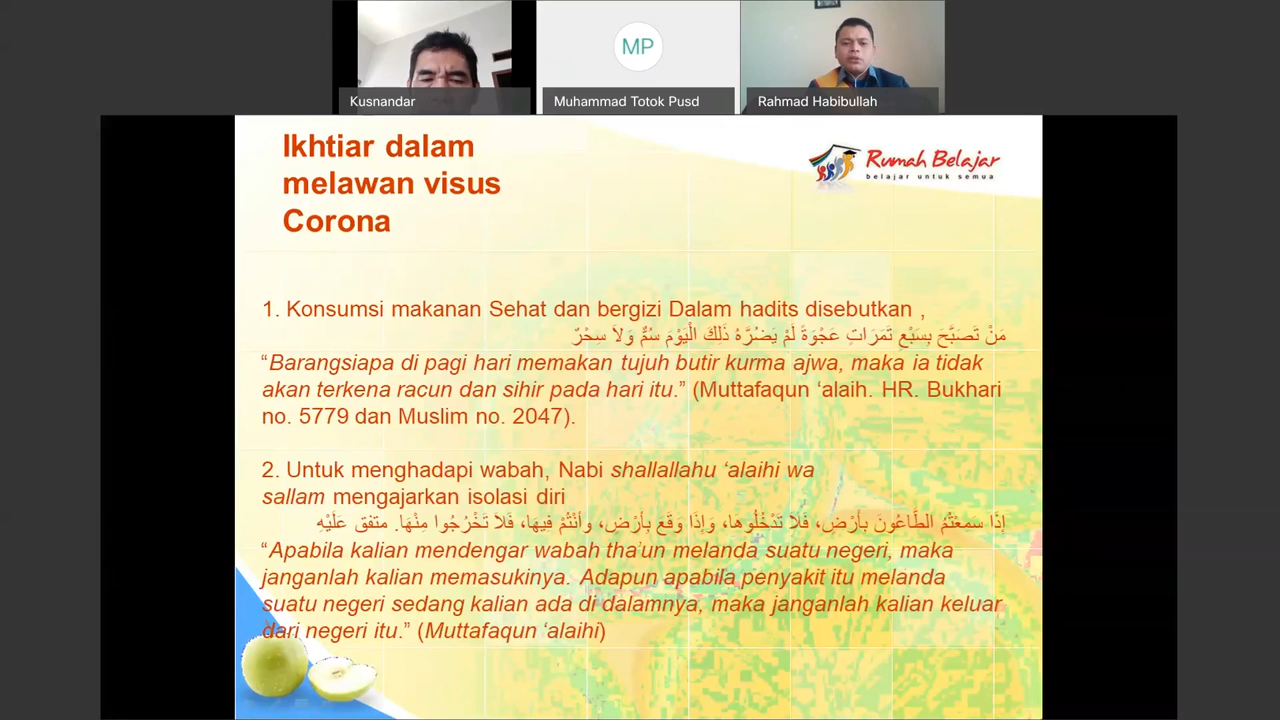 MP
Kusnandar
Muhammad Totok Pusd
Rahmad Habibullah
Ikhtiar dalam
melawan visus
Corona
Rumah Belajar
belajar untuk semua
1. Konsumsi makanan Sehat dan bergizi Dalam hadits disebutkan ,
مَنْ تَصَبَّحَ بِسَبْعِ تَمَرَاتٍ عَجْوَةً لَمْ يَضُرَّهُ ذَلِكَ الْيَوْمَ سُمٌّ وَلاَ سِحْرٌ
“Barangsiapa di pagi hari memakan tujuh butir kurma ajwa, maka ia tidak
akan terkena racun dan sihir pada hari itu.” (Muttafaqun ‘alaih. HR. Bukhari
no. 5779 dan Muslim no. 2047).
2. Untuk menghadapi wabah, Nabi shallallahu ‘alaihi wa
sallam mengajarkan isolasi diri
إذَا سمِعْتُمْ الطَّاعُونَ بِأَرْضٍ، فَلاَ تَدْخُلُوهَا، وَإذَا وقَعَ بِأَرْضٍ، وَأَنْتُمْ فِيهَا، فَلاَ تَخْرُجُوا مِنْهَا. متفق عَلَيْهِ
“Apabila kalian mendengar wabah tha’un melanda suatu negeri, maka
janganlah kalian memasukinya. Adapun apabila penyakit itu melanda
suatu negeri sedang kalian ada di dalamnya, maka janganlah kalian keluar
dari negeri itu.” (Muttafaqun ‘alaihi)